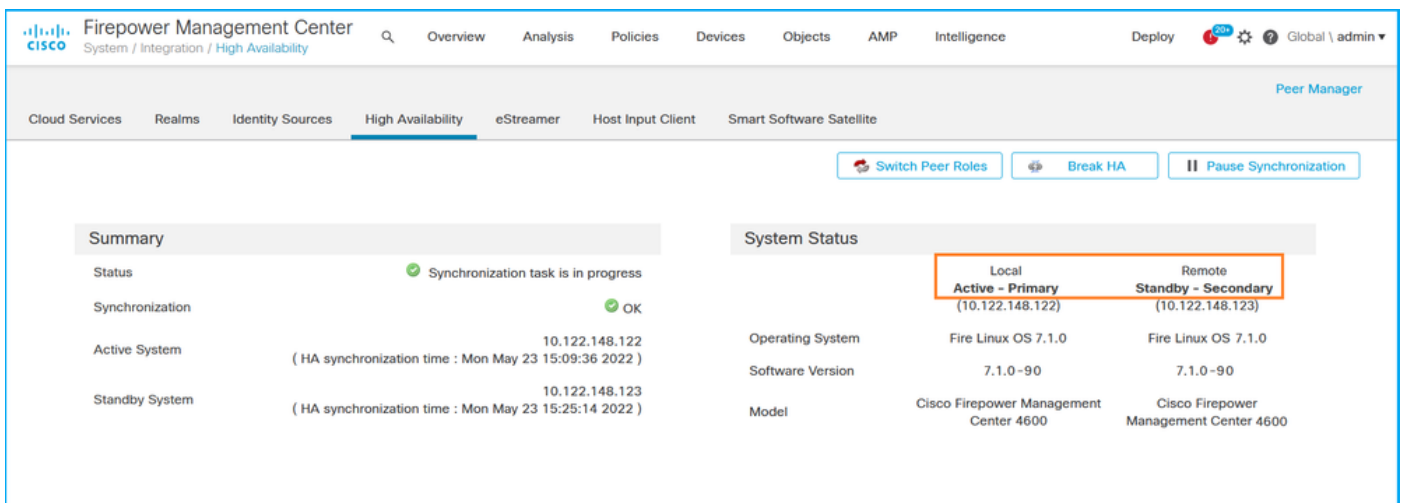 CISCO
Firepower Management Center
System / Integration / High Availability
Overview Analysis Policies Devices Objects AMP Intelligence Deploy 20+ Global \ admin
Peer Manager
Cloud Services Realms Identity Sources High Availability eStreamer Host Input Client Smart Software Satellite
Switch Peer Roles Break HA Pause Synchronization
Summary
Status Synchronization task is in progress
Synchronization OK
Active System 10.122.148.122
( HA synchronization time : Mon May 23 15:09:36 2022 )
Standby System 10.122.148.123
( HA synchronization time : Mon May 23 15:25:14 2022 )
System Status
Local Remote
Active - Primary Standby - Secondary
(10.122.148.122) (10.122.148.123)
Operating System Fire Linux OS 7.1.0 Fire Linux OS 7.1.0
Software Version 7.1.0-90 7.1.0-90
Model Cisco Firepower Management Cisco Firepower
Center 4600 Management Center 4600